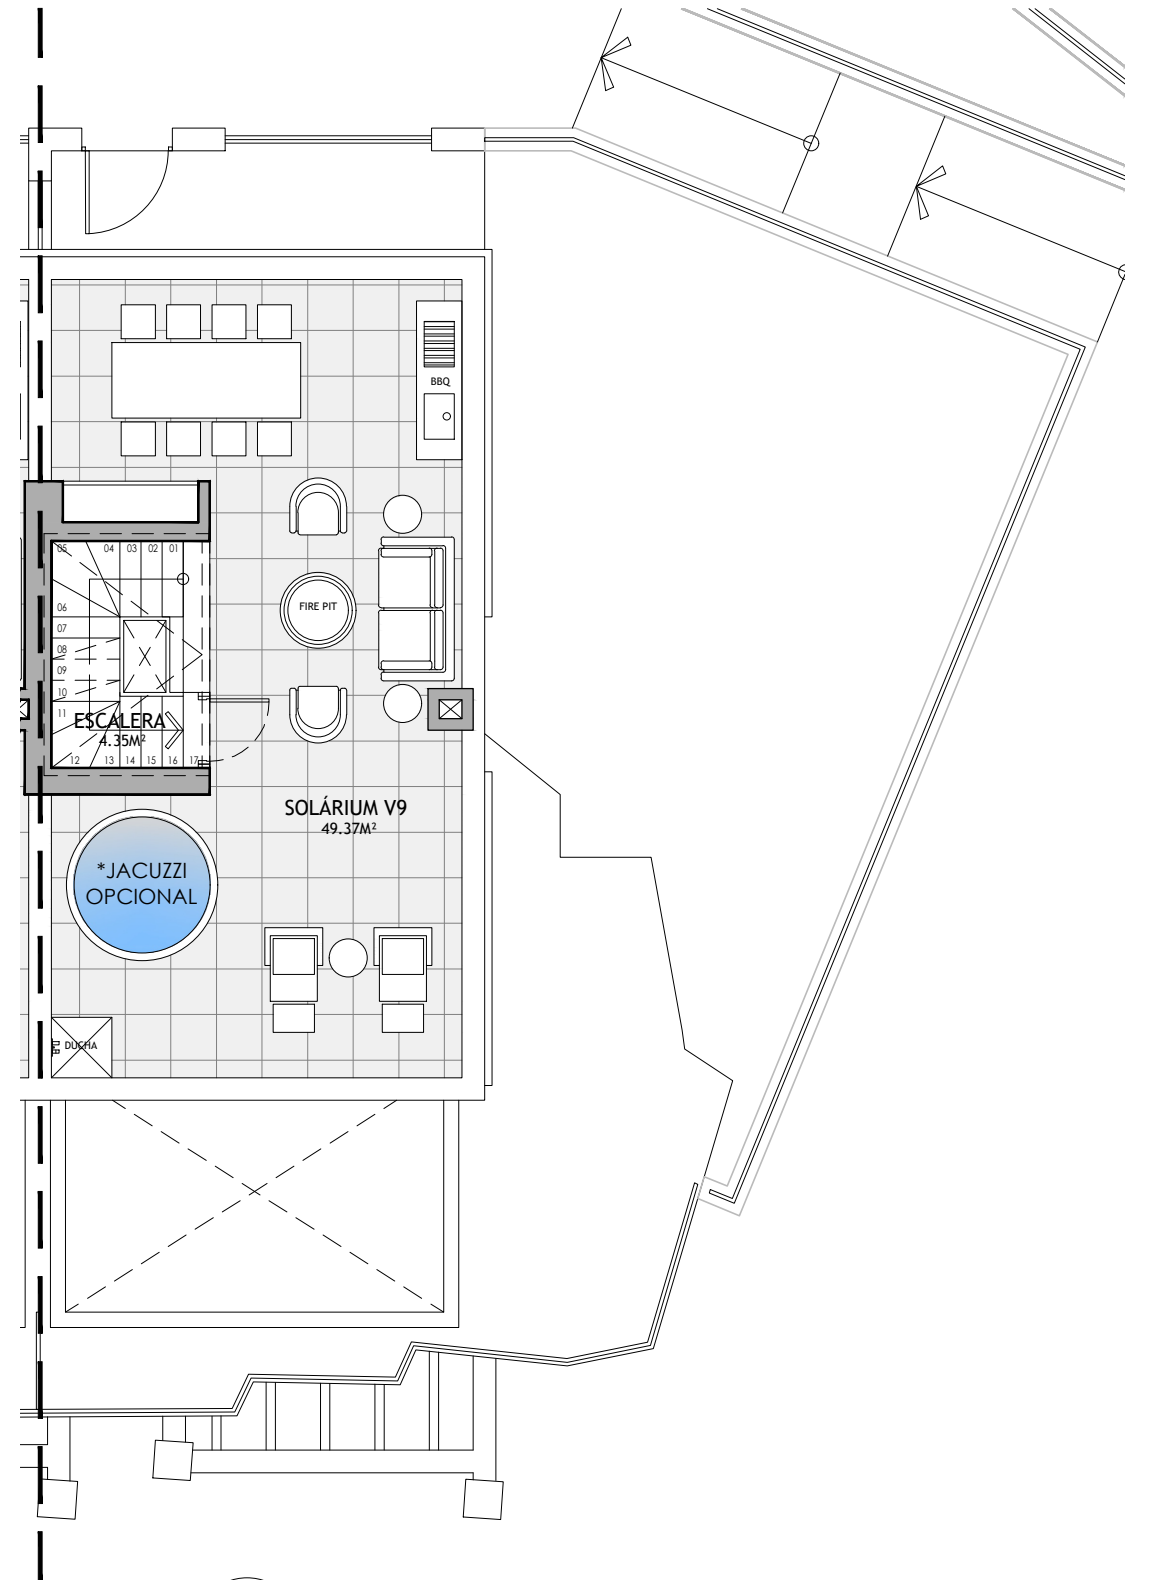 BBQ
05 04 03 02 01
06
FIRE PIT
07
08
09
10
11
ESCALERA
4.35M²
12 13 14 15 16 17
SOLÁRIUM V9
49.37M²
*JACUZZI
OPCIONAL
DUCHA